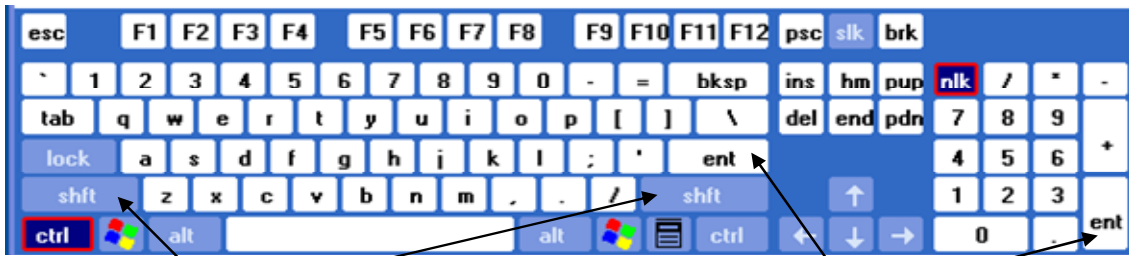 esc F1 F2 F3 F4 F5 F6 F7 F8 F9 F10 F11 F12 psc slk brk
` 1 2 3 4 5 6 7 8 9 0 - = bksp ins hm pup nlk / * -
tab q w e r t y u i o p [ ] \ del end pdn 7 8 9 +
lock a s d f g h j k l ; ' ent 4 5 6
shft z x c v b n m , . / shft ↑ 1 2 3 ent
ctrl alt alt ctrl ← ↓ → 0 .